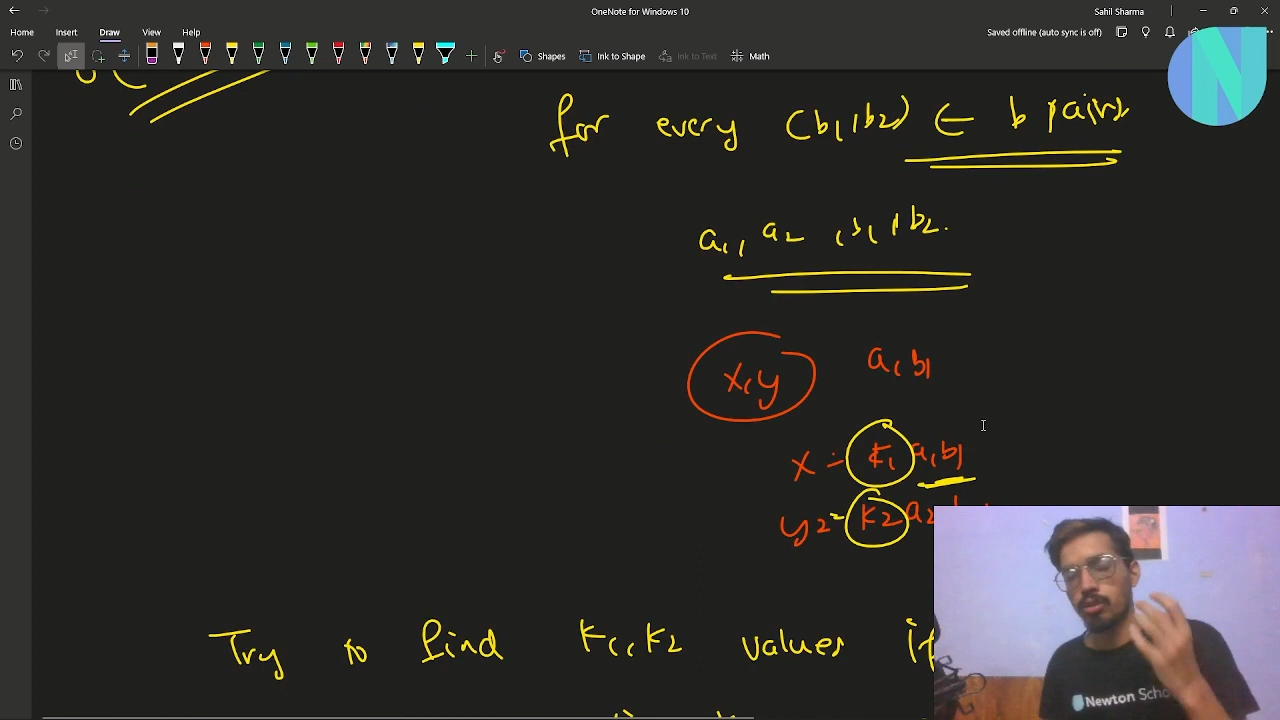 OneNote for Windows 10
Sahil Sharma
Home Insert Draw View Help
Saved offline (auto sync is off)
Shapes Ink to Shape Ink to Text Math
for every (b1, b2) ∈ b pairs
a1, a2, b1, b2.
x, y a1 b1
x = k1 a1 b1
y2 = k2 a2
Try to find k1, k2 values if
Newton Scho